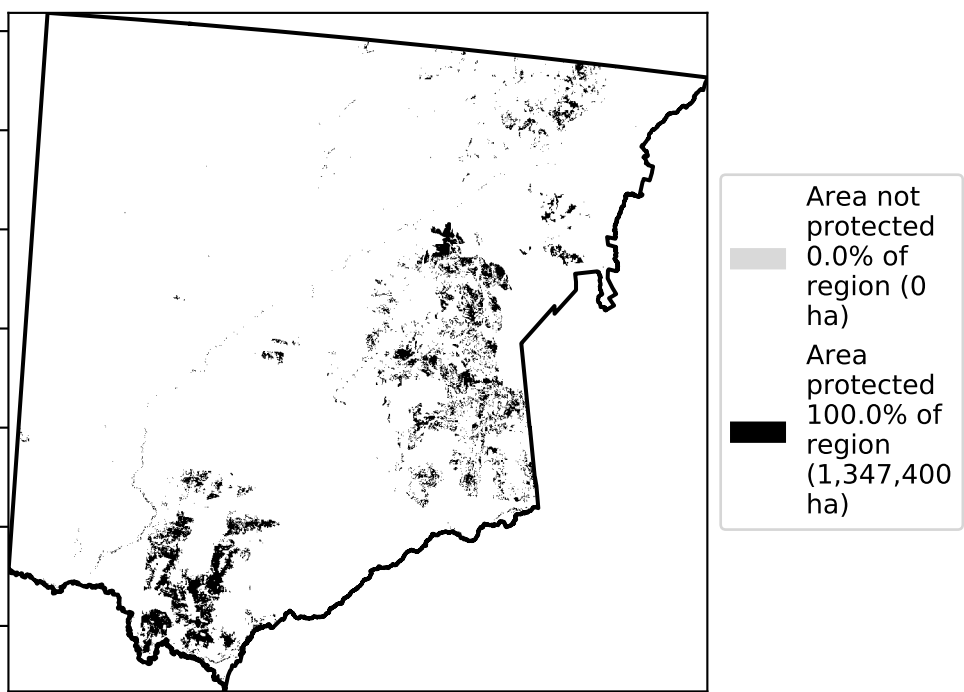 Area not
protected
0.0% of
region (0
ha)
Area
protected
100.0% of
region
(1,347,400
ha)